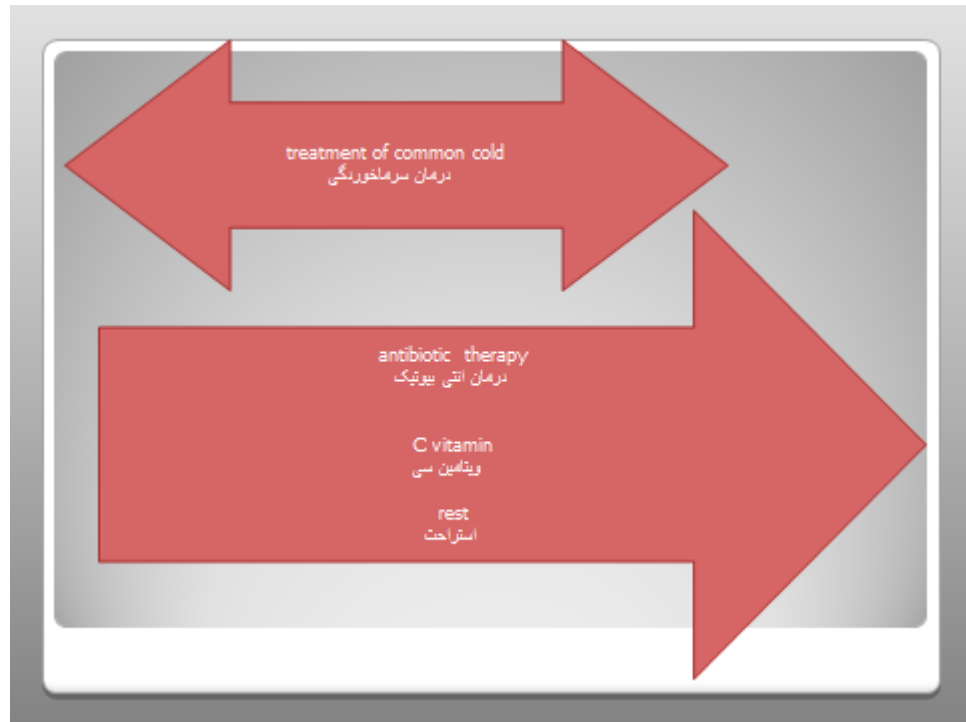 treatment of common cold
درمان سرماخوردگی
antibiotic therapy
درمان انتی بیوتیک
C vitamin
ویتامین سی
rest
استراحت